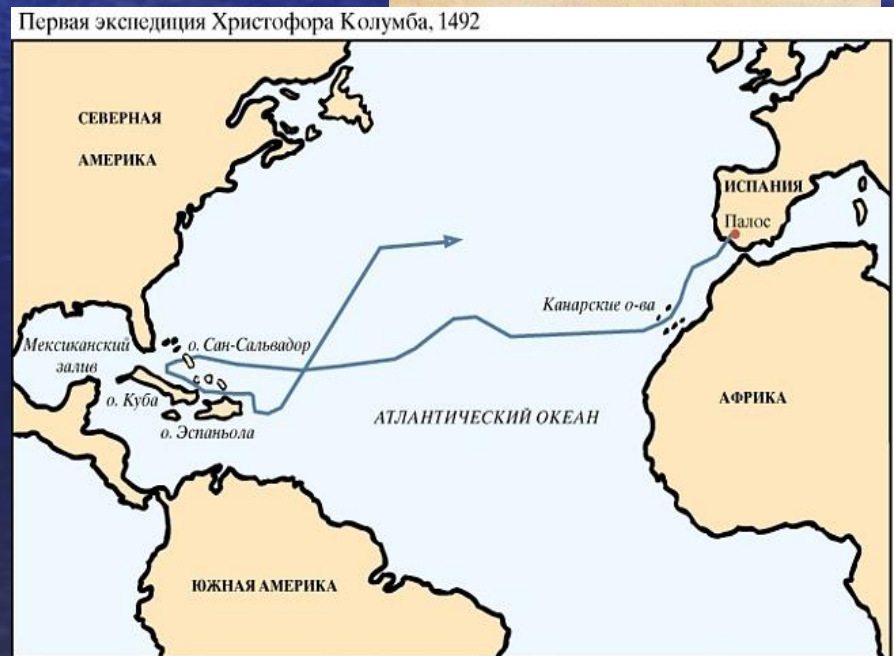 Первая экспедиция Христофора Колумба, 1492
СЕВЕРНАЯ
АМЕРИКА
ИСПАНИЯ
Палос
Канарские о-ва
Мексиканский
залив
о. Сан-Сальвадор
о. Куба
о. Эспаньола
АТЛАНТИЧЕСКИЙ ОКЕАН
АФРИКА
ЮЖНАЯ АМЕРИКА